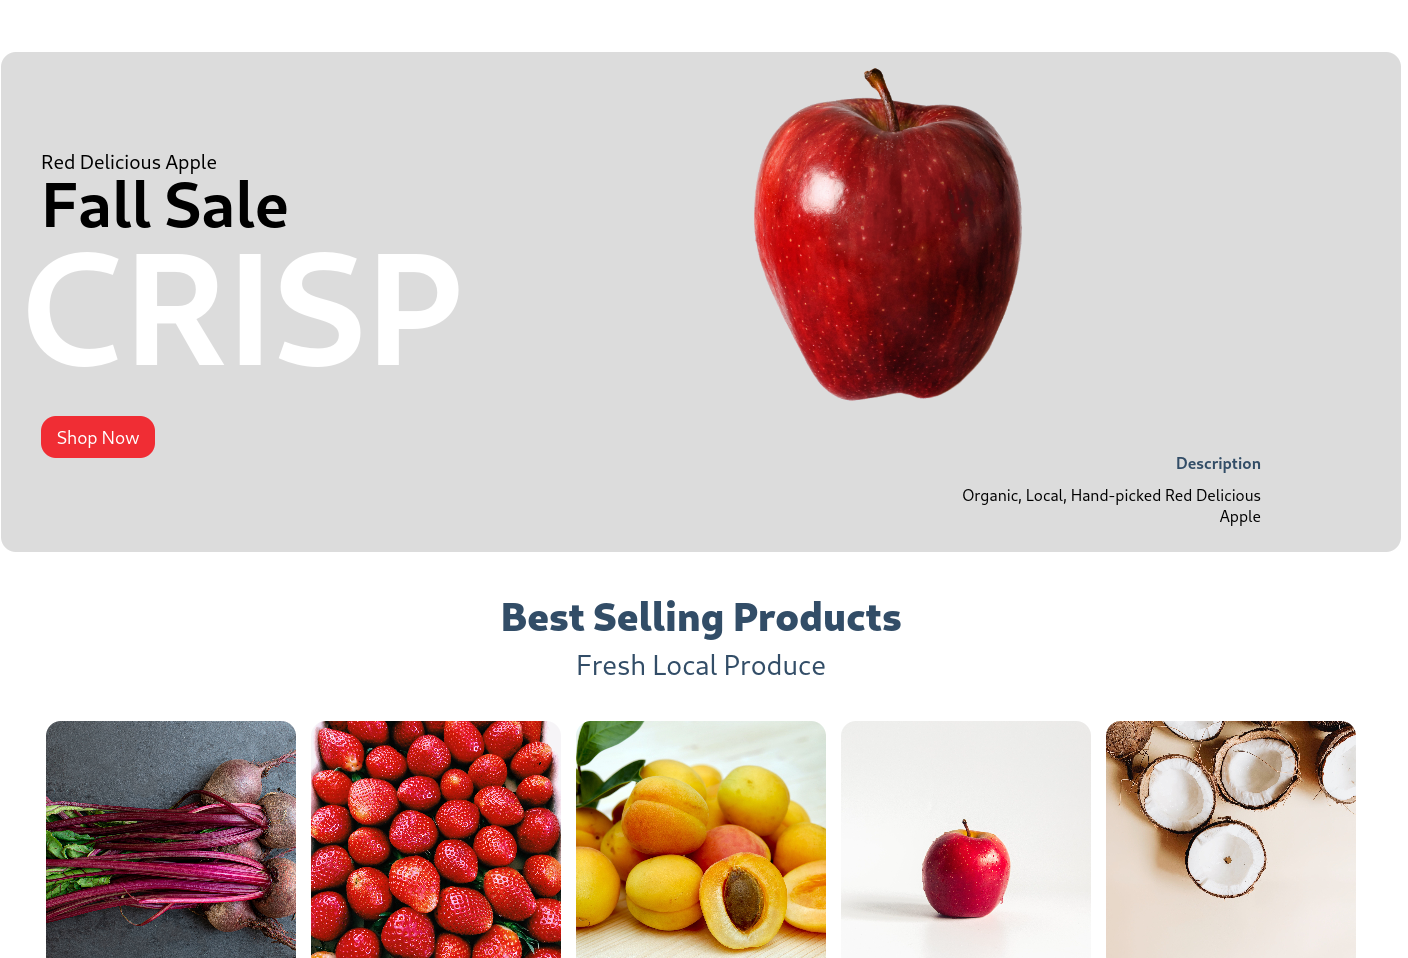 Red Delicious Apple
Fall Sale
CRISP
Shop Now
Description
Organic, Local, Hand-picked Red Delicious
Apple
Best Selling Products
Fresh Local Produce